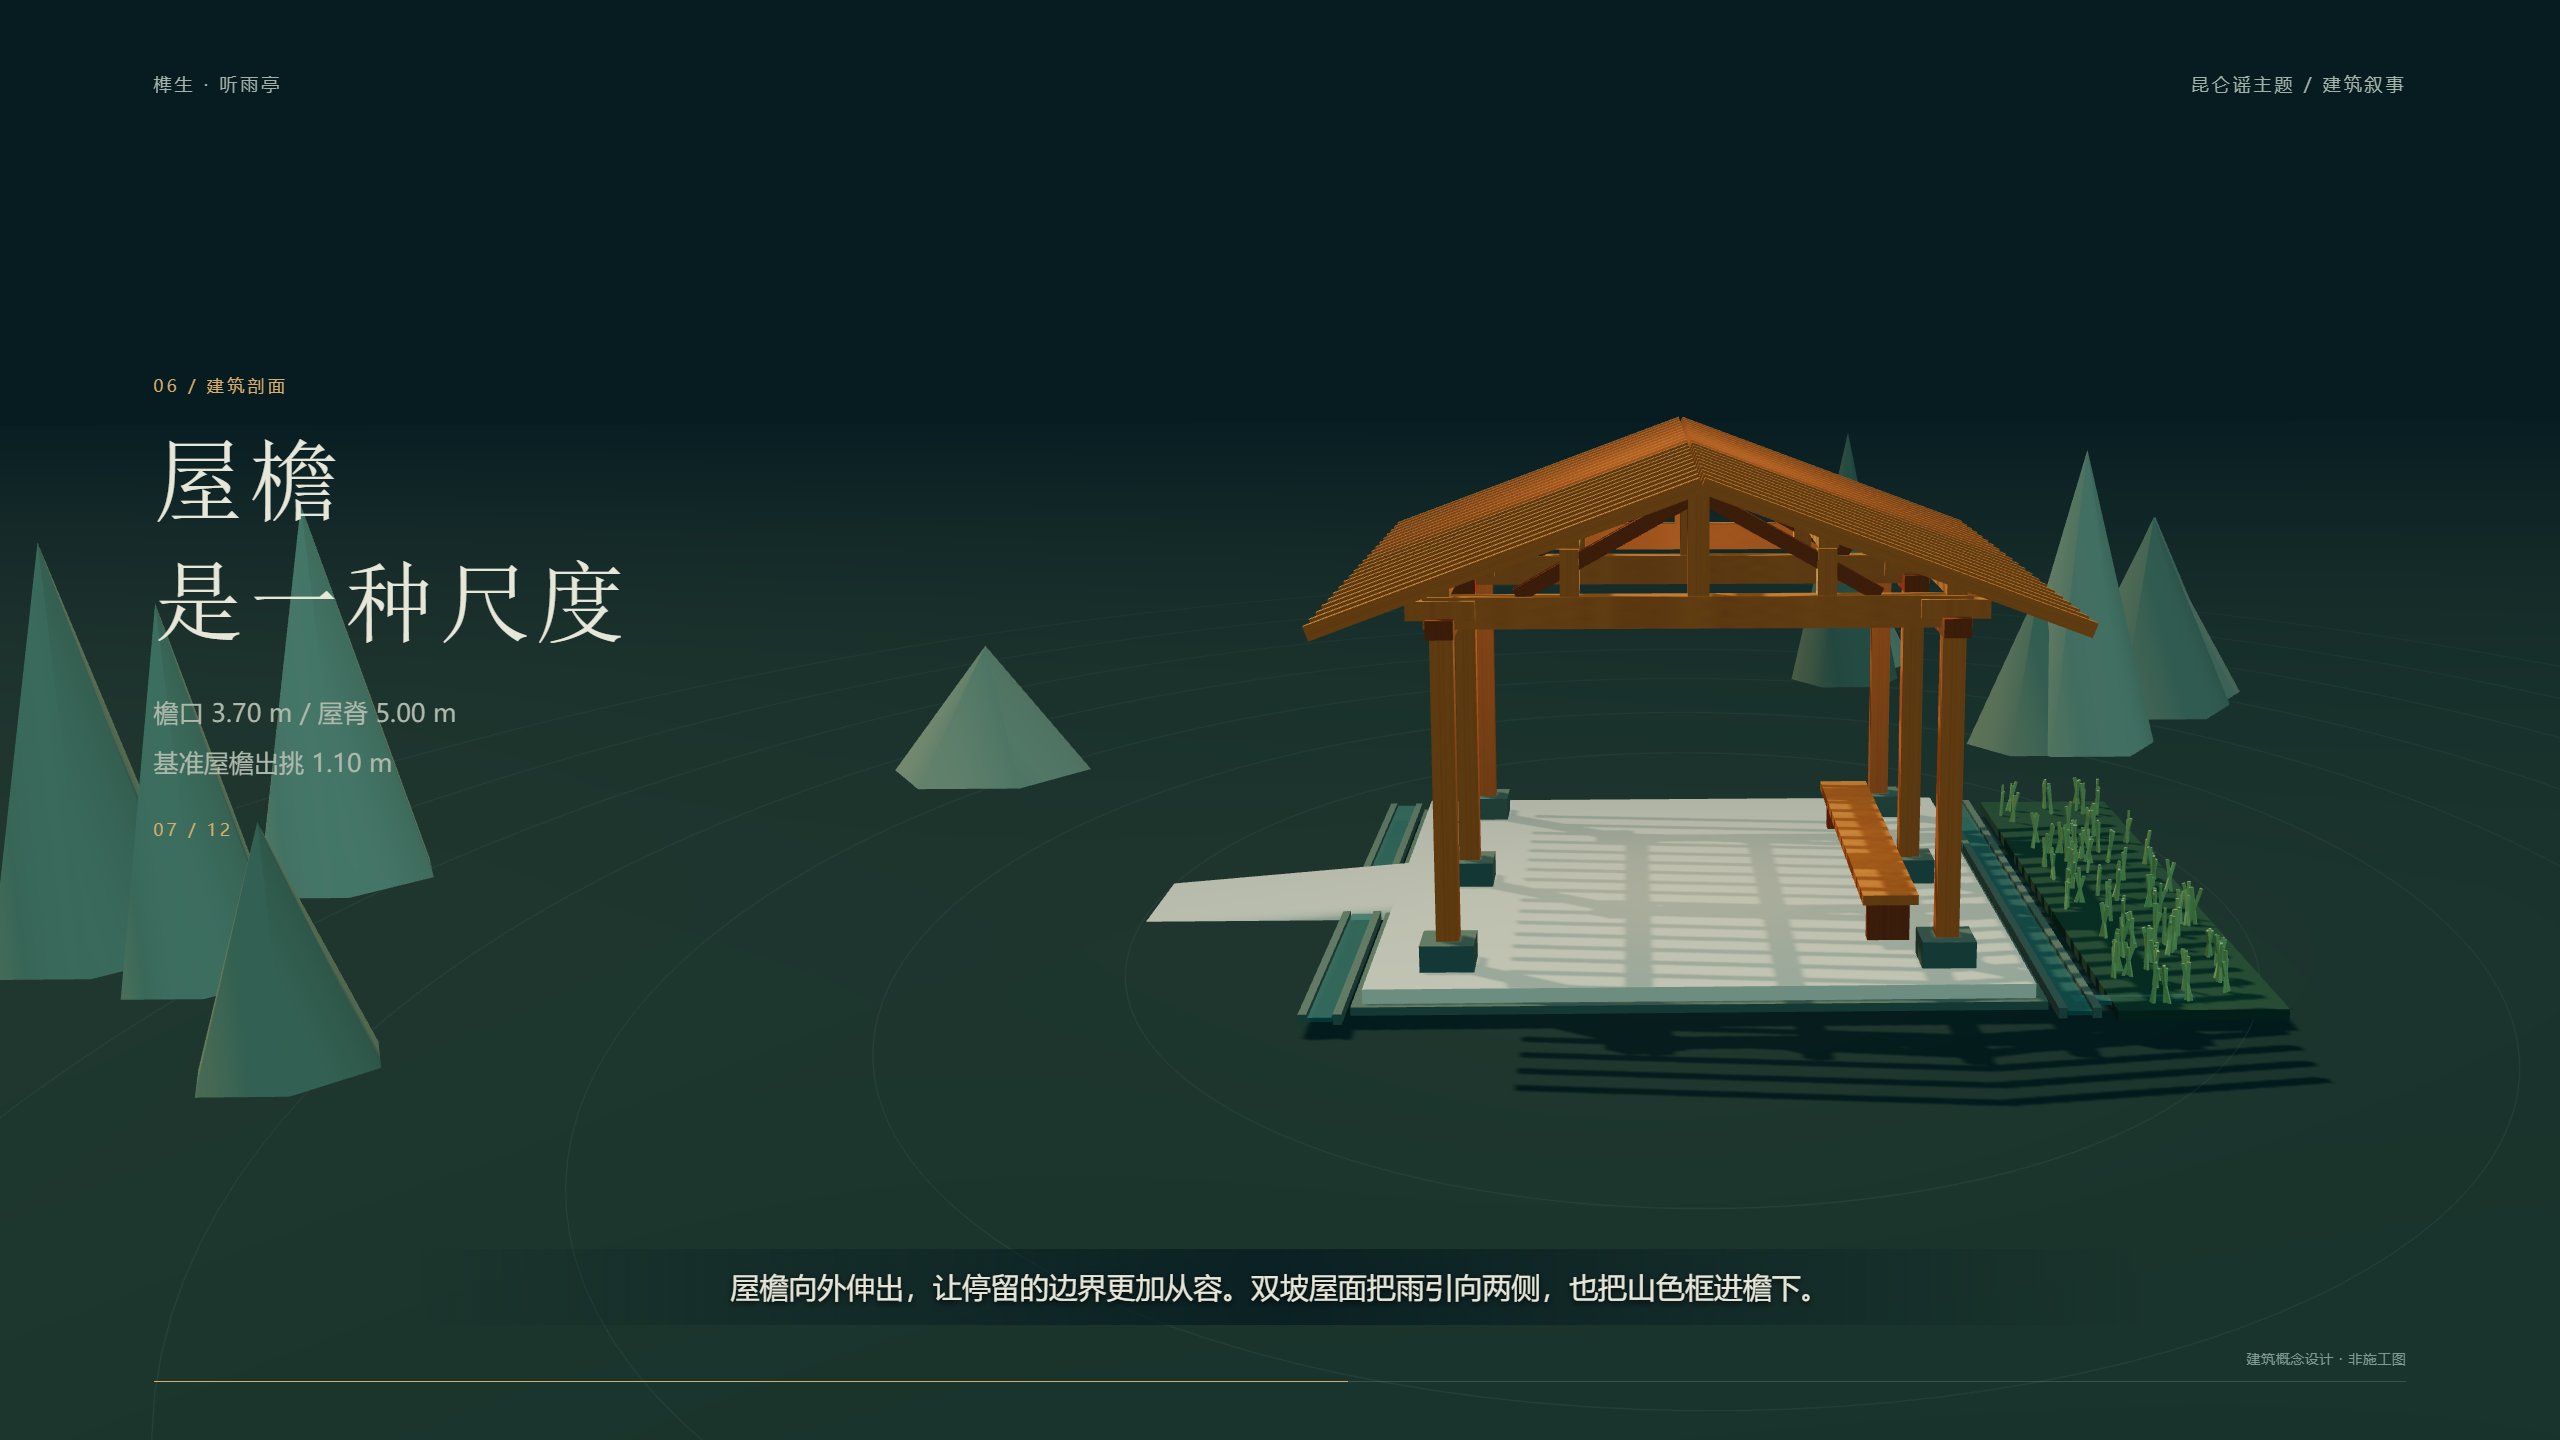 榫生 · 听雨亭
昆仑谣主题 / 建筑叙事
06 / 建筑剖面
屋檐
是一种尺度
檐口 3.70 m / 屋脊 5.00 m
基准屋檐出挑 1.10 m
07 / 12
屋檐向外伸出，让停留的边界更加从容。双坡屋面把雨引向两侧，也把山色框进檐下。
建筑概念设计 · 非施工图